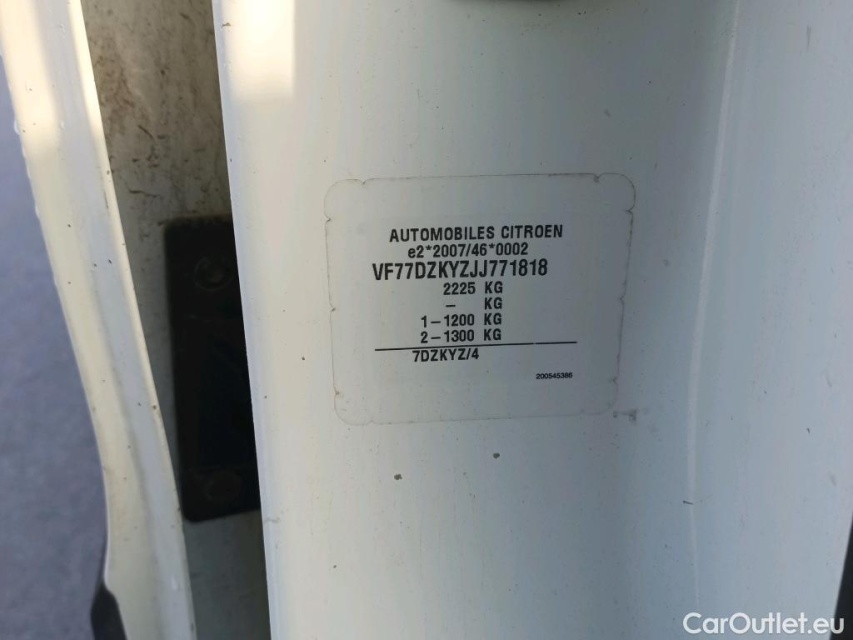 AUTOMOBILES CITROEN
e2*2007/46*0002
VF77DZKYZJJ771818
2225 KG
– KG
1–1200 KG
2–1300 KG
7DZKYZ/4
200545386
CarOutlet.eu